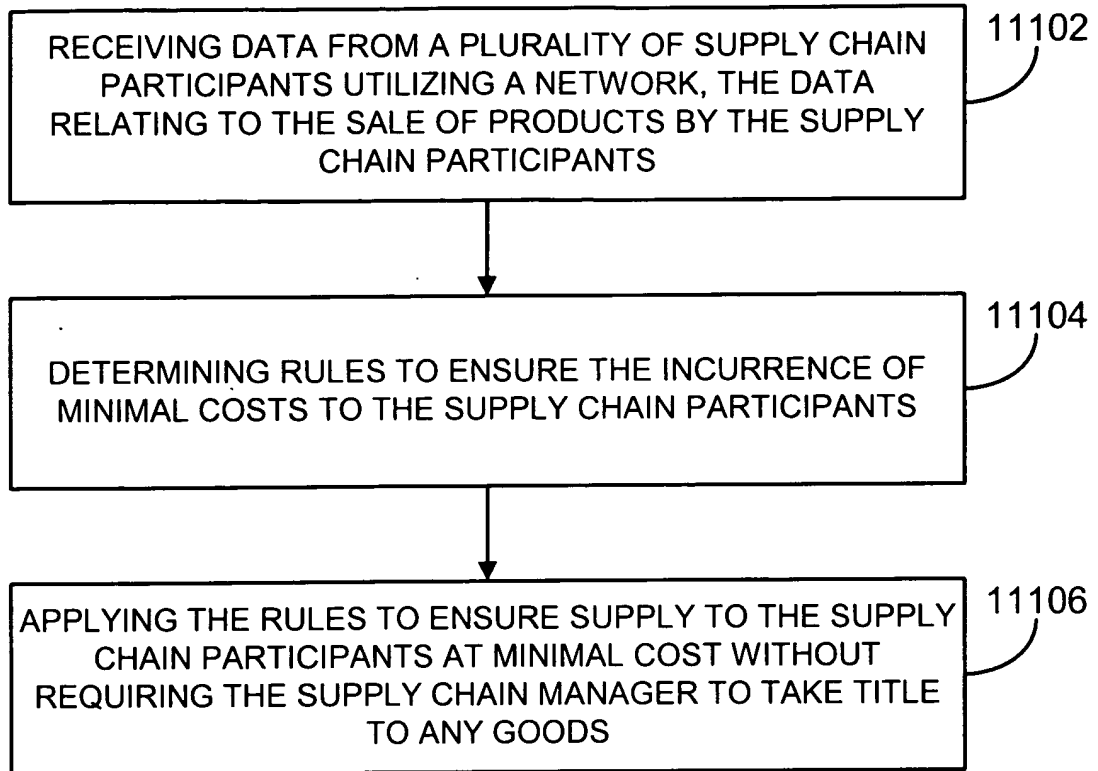 RECEIVING DATA FROM A PLURALITY OF SUPPLY CHAIN
PARTICIPANTS UTILIZING A NETWORK, THE DATA
RELATING TO THE SALE OF PRODUCTS BY THE SUPPLY
CHAIN PARTICIPANTS
11102
DETERMINING RULES TO ENSURE THE INCURRENCE OF
MINIMAL COSTS TO THE SUPPLY CHAIN PARTICIPANTS
11104
APPLYING THE RULES TO ENSURE SUPPLY TO THE SUPPLY
CHAIN PARTICIPANTS AT MINIMAL COST WITHOUT
REQUIRING THE SUPPLY CHAIN MANAGER TO TAKE TITLE
TO ANY GOODS
11106